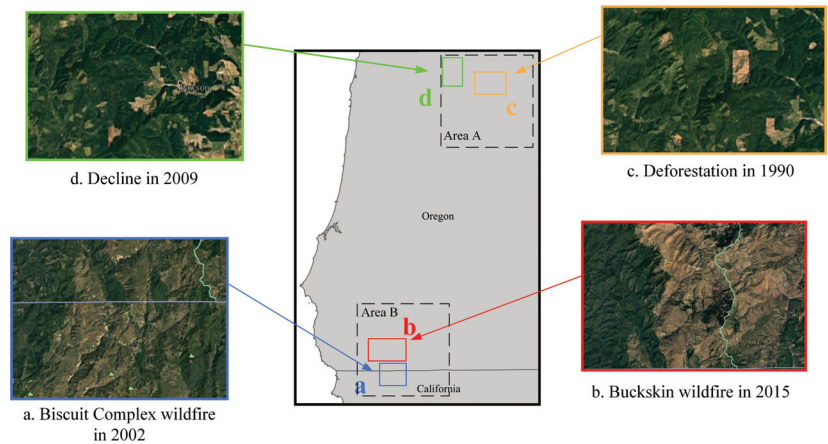 d. Decline in 2009
c. Deforestation in 1990
d
c
Area A
Oregon
Area B
b
a
California
a. Biscuit Complex wildfire
in 2002
b. Buckskin wildfire in 2015